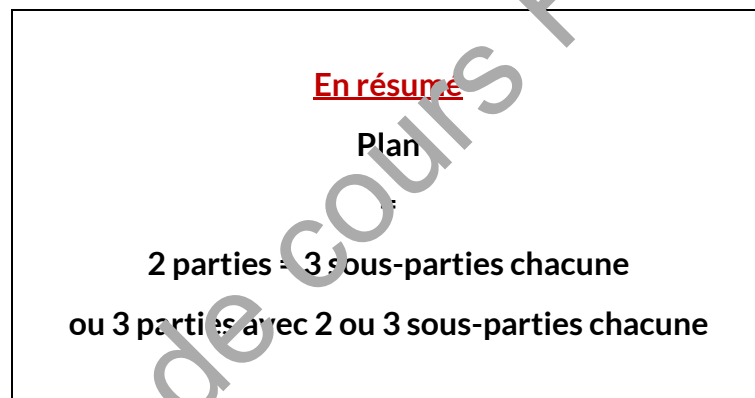 En résumé
Plan
=
2 parties = 3 sous-parties chacune
ou 3 parties avec 2 ou 3 sous-parties chacune
de cours